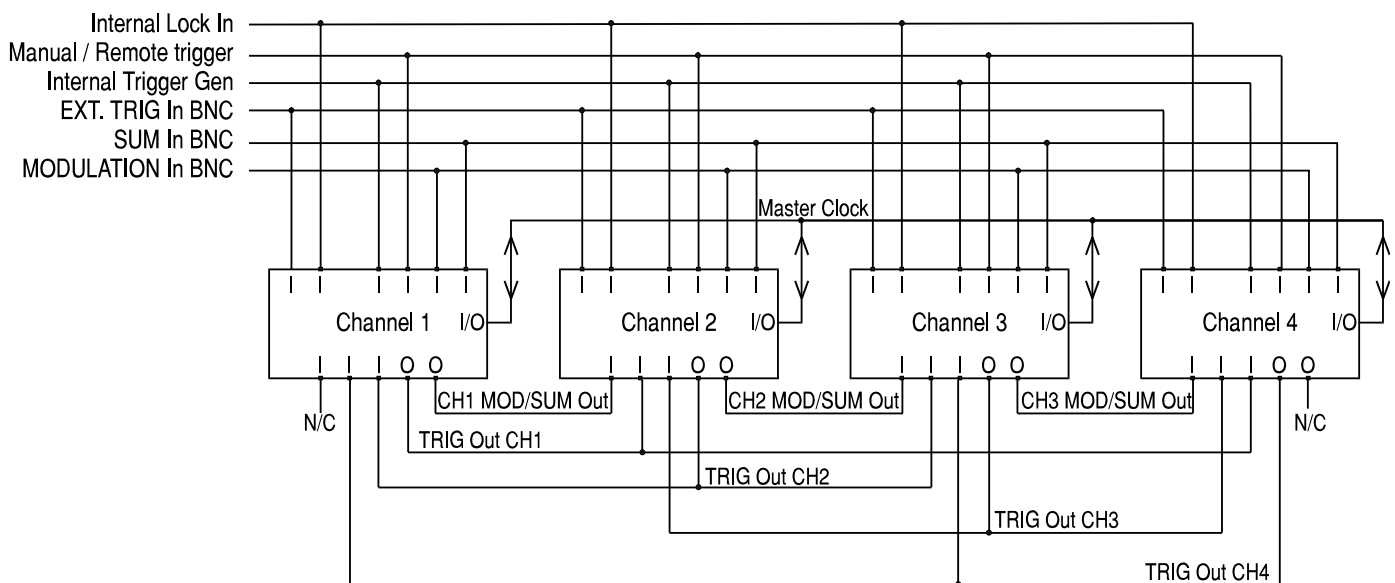 Internal Lock In
Manual / Remote trigger
Internal Trigger Gen
EXT. TRIG In BNC
SUM In BNC
MODULATION In BNC
Master Clock
I I I I I I
I I I I I I
I I I I I I
I I I I I I
Channel 1 I/O
Channel 2 I/O
Channel 3 I/O
Channel 4 I/O
I I I O O
I I I O O
I I I O O
I I I O O
CH1 MOD/SUM Out
CH2 MOD/SUM Out
CH3 MOD/SUM Out
N/C
N/C
TRIG Out CH1
TRIG Out CH2
TRIG Out CH3
TRIG Out CH4